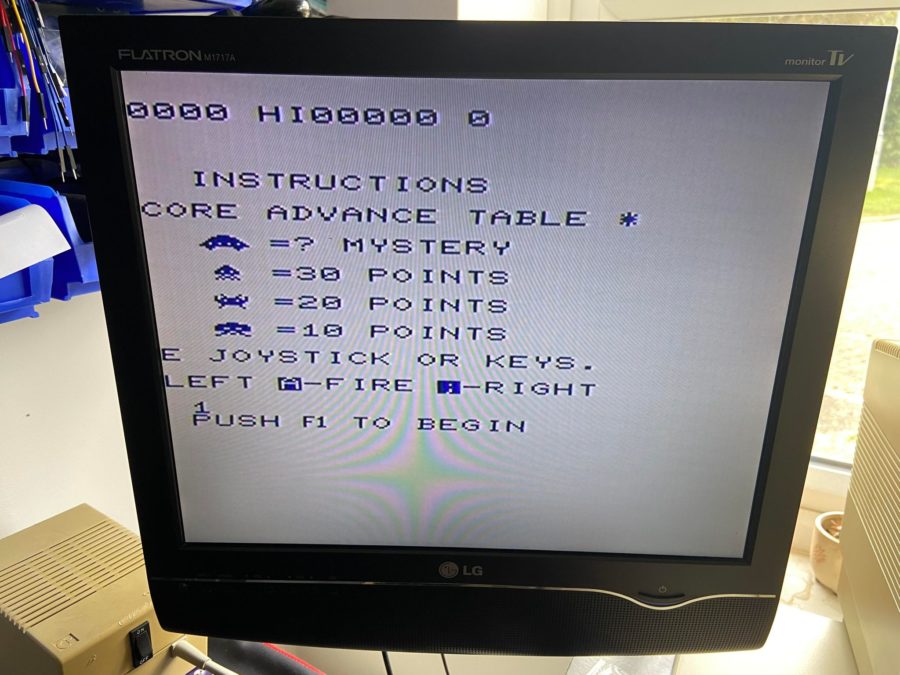 FLATRON M1717A
monitor TV
0000 HI00000 0
INSTRUCTIONS
CORE ADVANCE TABLE *
=? MYSTERY
=30 POINTS
=20 POINTS
=10 POINTS
E JOYSTICK OR KEYS.
LEFT A-FIRE -RIGHT
1
PUSH F1 TO BEGIN
LG